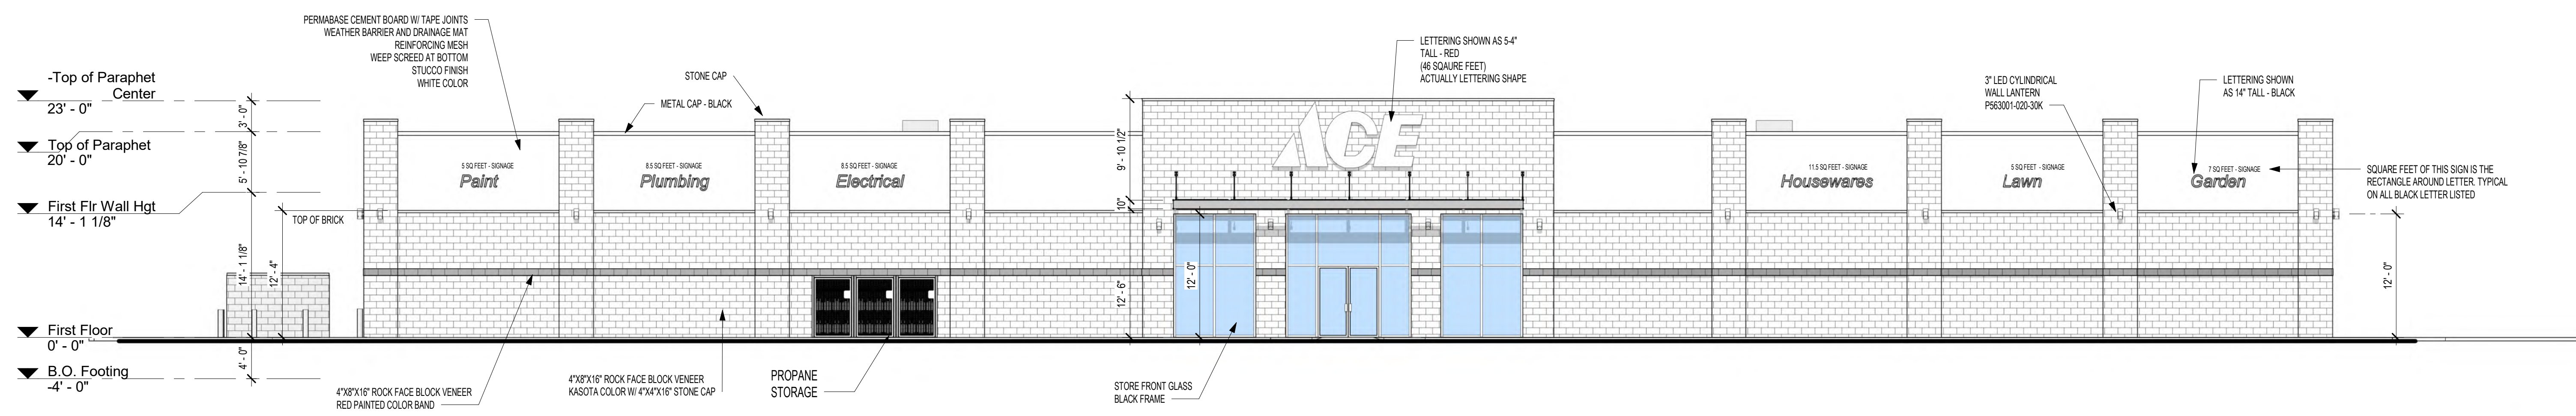 PERMABASE CEMENT BOARD W/ TAPE JOINTS
WEATHER BARRIER AND DRAINAGE MAT
REINFORCING MESH
WEEP SCREED AT BOTTOM
STUCCO FINISH
WHITE COLOR
STONE CAP
METAL CAP - BLACK
LETTERING SHOWN AS 5-4"
TALL - RED
(46 SQAURE FEET)
ACTUALLY LETTERING SHAPE
3" LED CYLINDRICAL
WALL LANTERN
P563001-020-30K
LETTERING SHOWN
AS 14" TALL - BLACK
-Top of Paraphet
Center
23' - 0"
Top of Paraphet
20' - 0"
First Flr Wall Hgt
14' - 1 1/8"
First Floor
0' - 0"
B.O. Footing
-4' - 0"
3' - 0"
5' - 10 7/8"
14' - 1 1/8"
12' - 4"
4' - 0"
TOP OF BRICK
5 SQ FEET - SIGNAGE
Paint
8.5 SQ FEET - SIGNAGE
Plumbing
8.5 SQ FEET - SIGNAGE
Electrical
ACE
9' - 10 1/2"
10"
12' - 6"
12' - 0"
11.5 SQ FEET - SIGNAGE
Housewares
5 SQ FEET - SIGNAGE
Lawn
7 SQ FEET - SIGNAGE
Garden
SQUARE FEET OF THIS SIGN IS THE
RECTANGLE AROUND LETTER. TYPICAL
ON ALL BLACK LETTER LISTED
12' - 0"
4"X8"X16" ROCK FACE BLOCK VENEER
RED PAINTED COLOR BAND
4"X8"X16" ROCK FACE BLOCK VENEER
KASOTA COLOR W/ 4"X4"X16" STONE CAP
PROPANE
STORAGE
STORE FRONT GLASS
BLACK FRAME